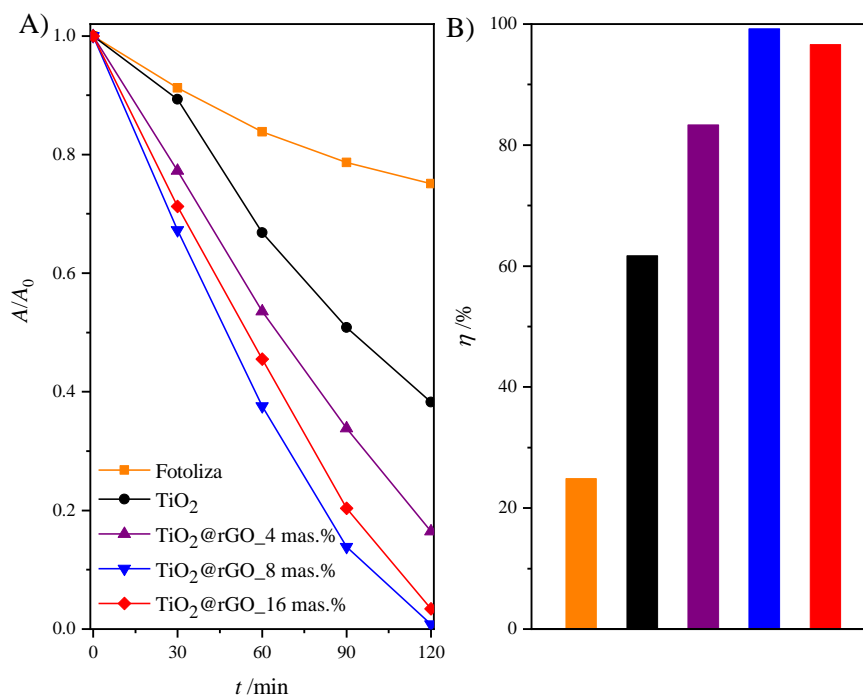 A)
1.0
0.8
0.6
0.4
0.2
0.0
A/A₀
0
30
60
90
120
t /min
Fotoliza
TiO₂
TiO₂@rGO_4 mas.%
TiO₂@rGO_8 mas.%
TiO₂@rGO_16 mas.%
B)
100
80
60
40
20
0
η /%